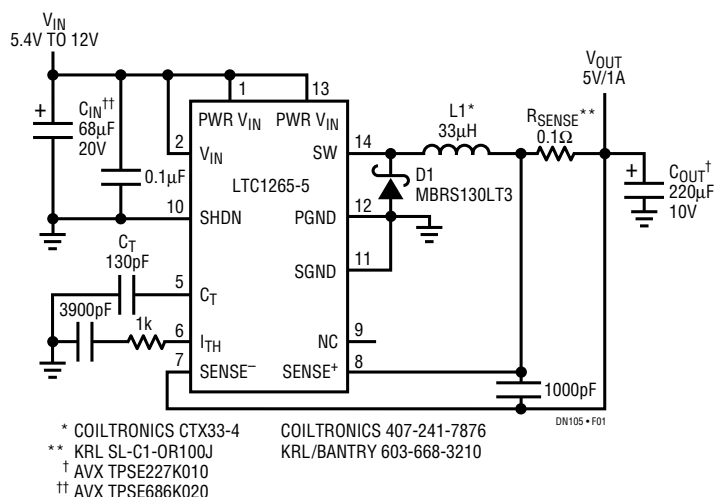 VIN
5.4V TO 12V
VOUT
5V/1A
1
13
CIN††
68µF
20V
+
0.1µF
PWR VIN
PWR VIN
2
VIN
LTC1265-5
SW
14
L1*
33µH
RSENSE**
0.1Ω
D1
MBRS130LT3
+
COUT†
220µF
10V
10
SHDN
PGND
12
SGND
11
CT
130pF
5
CT
3900pF
1k
6
ITH
NC
9
7
SENSE–
SENSE+
8
1000pF
DN105 • F01
* COILTRONICS CTX33-4
COILTRONICS 407-241-7876
** KRL SL-C1-OR100J
KRL/BANTRY 603-668-3210
† AVX TPSE227K010
†† AVX TPSE686K020